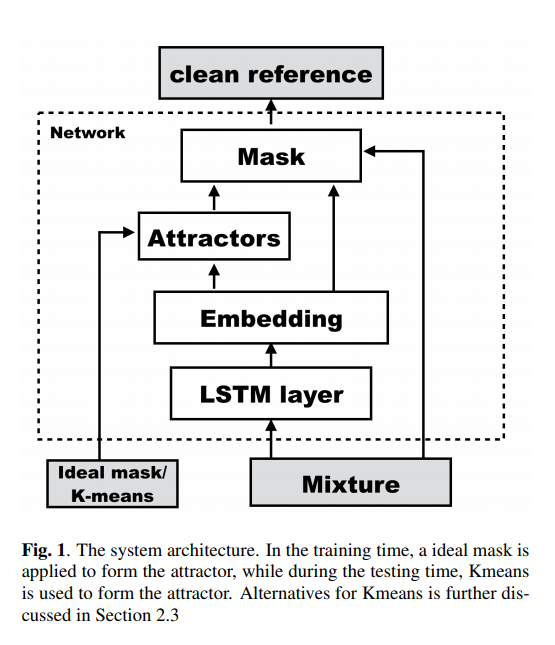 clean reference
Network
Mask
Attractors
Embedding
LSTM layer
Ideal mask/
K-means
Mixture
Fig. 1. The system architecture. In the training time, a ideal mask is
applied to form the attractor, while during the testing time, Kmeans
is used to form the attractor. Alternatives for Kmeans is further dis-
cussed in Section 2.3